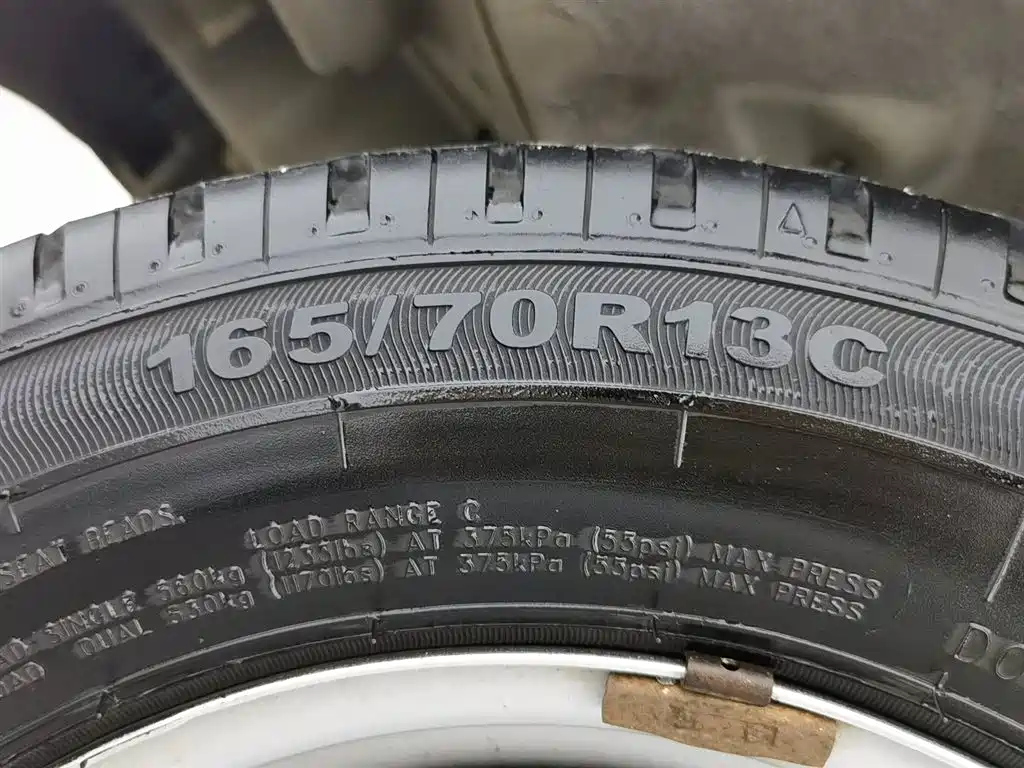 165/70R13C
SEAT BEADS.
LOAD RANGE C
SINGLE 560kg (1235lbs) AT 375kPa (55psi) MAX PRESS
DUAL 530kg (1170lbs) AT 375kPa (55psi) MAX PRESS